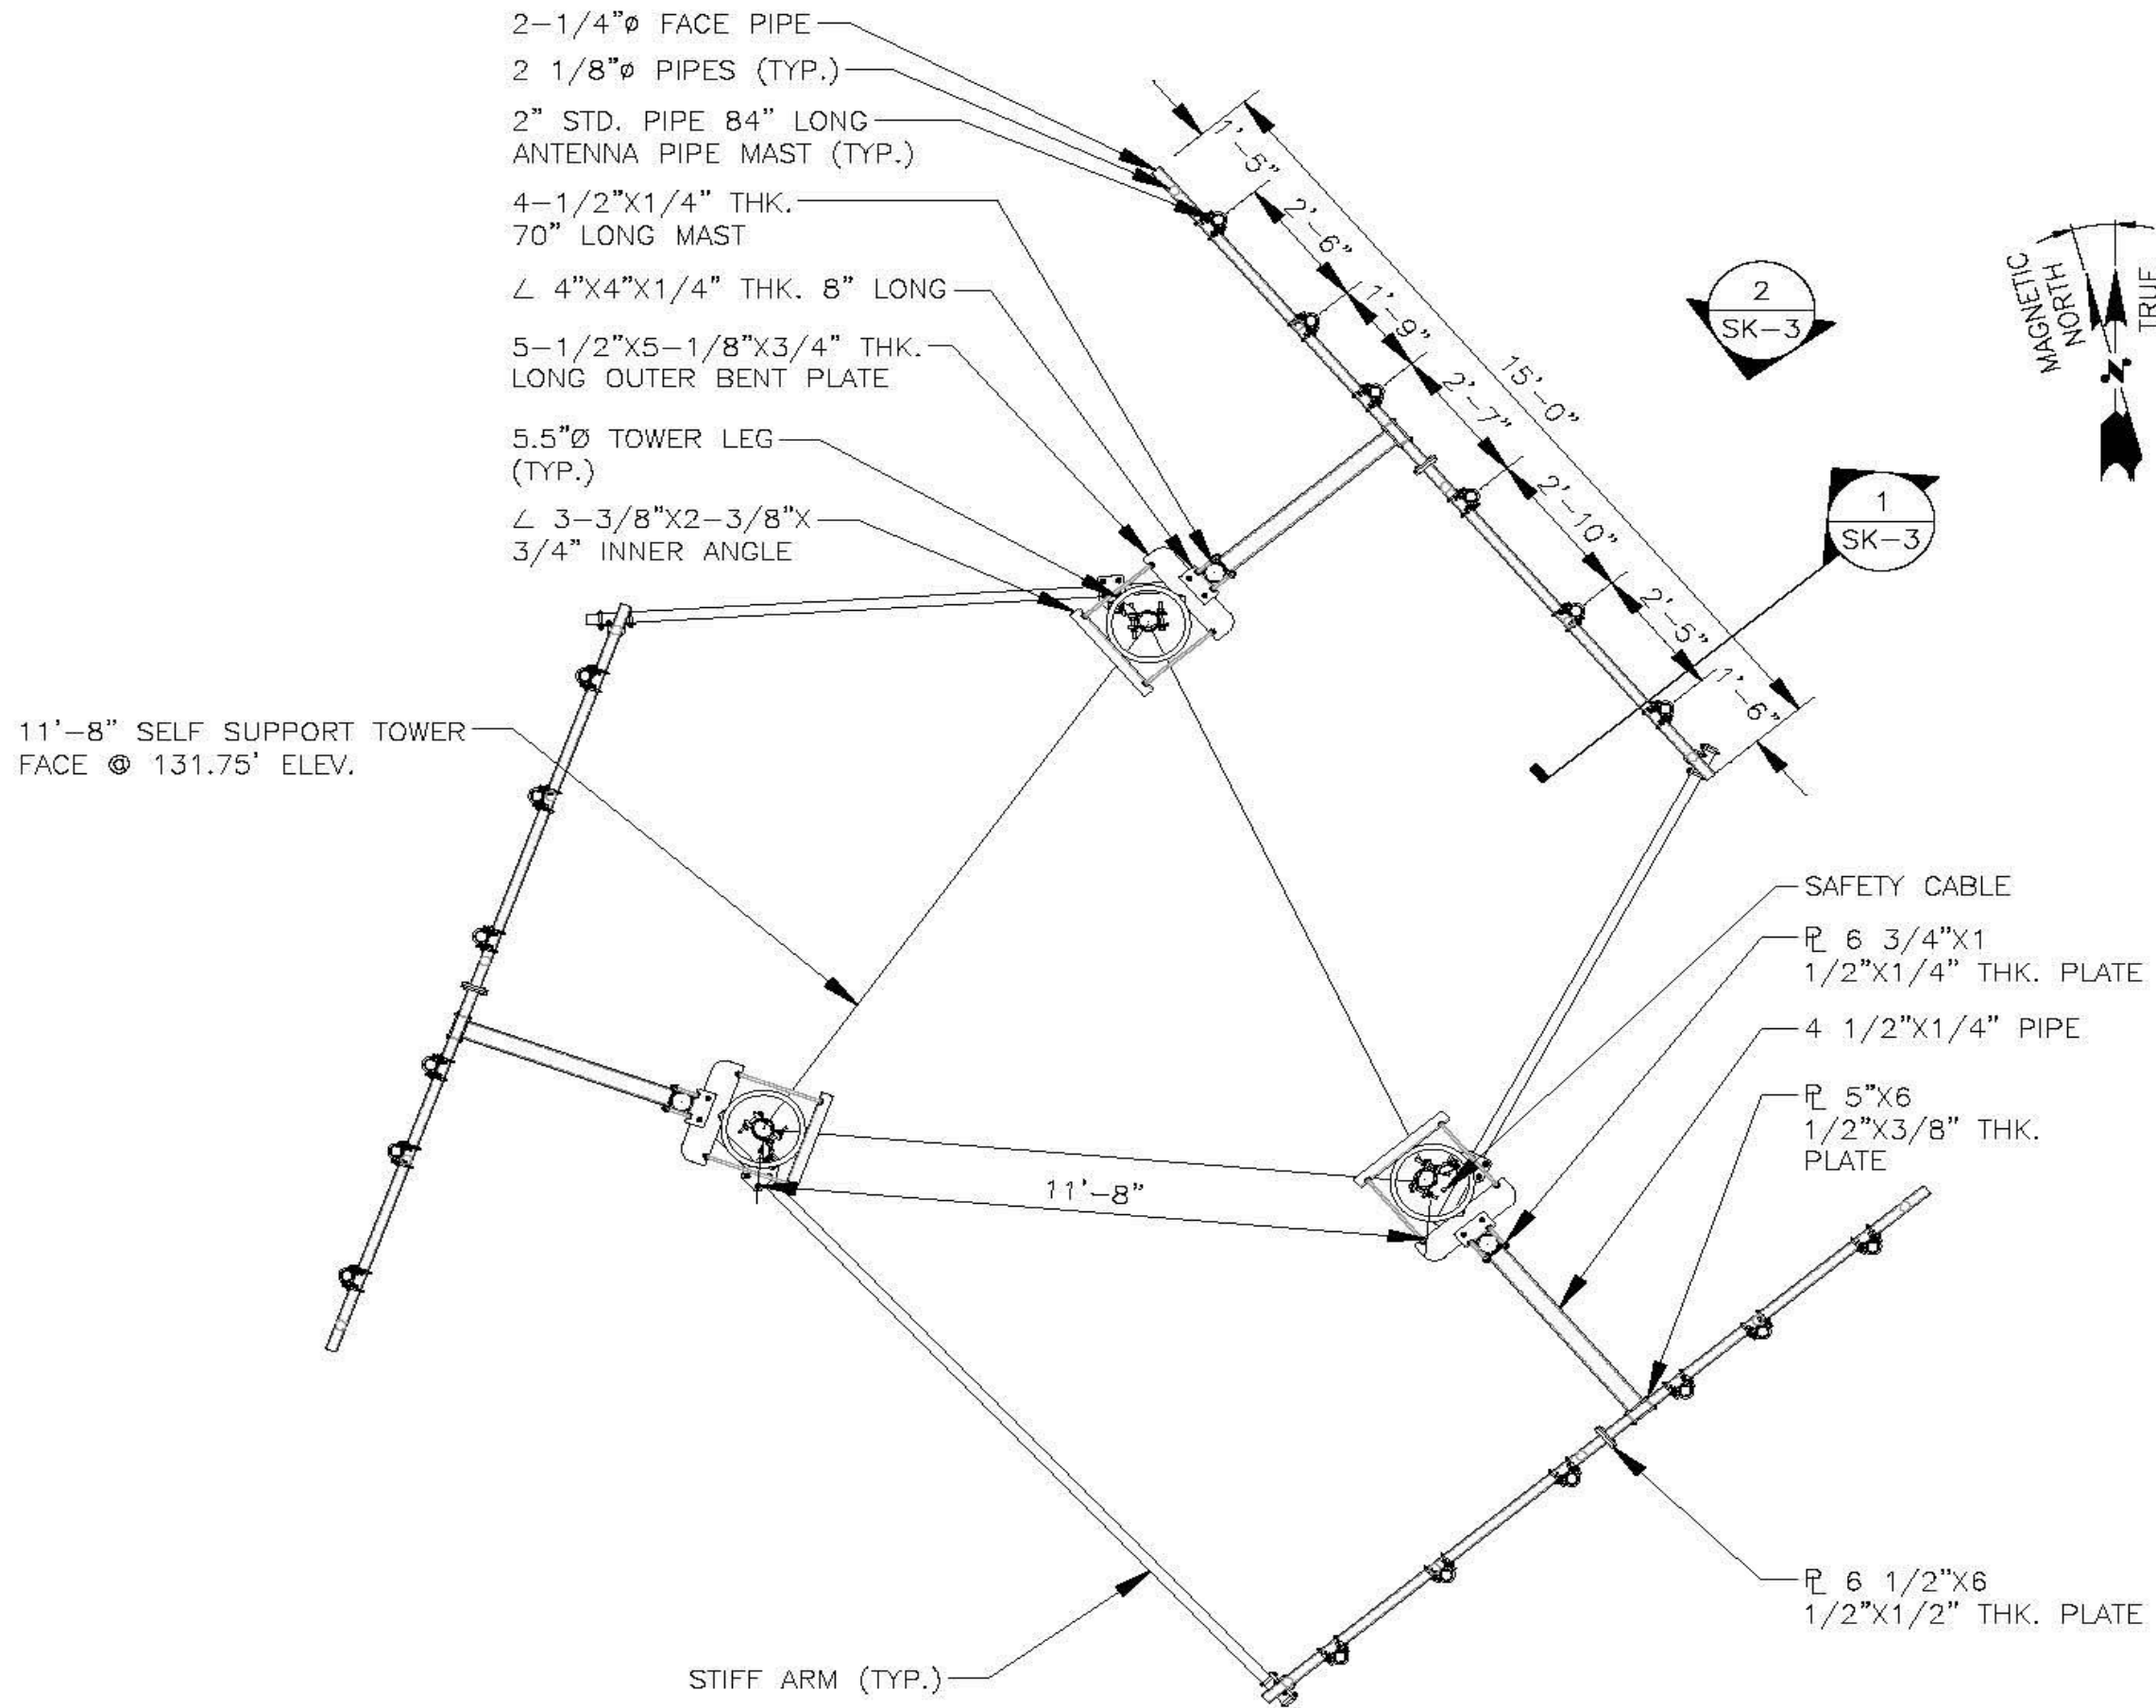 2-1/4"ø FACE PIPE
2 1/8"ø PIPES (TYP.)
2" STD. PIPE 84" LONG
ANTENNA PIPE MAST (TYP.)
4-1/2"X1/4" THK.
70" LONG MAST
∠ 4"X4"X1/4" THK. 8" LONG
5-1/2"X5-1/8"X3/4" THK.
LONG OUTER BENT PLATE
5.5"Ø TOWER LEG
(TYP.)
∠ 3-3/8"X2-3/8"X
3/4" INNER ANGLE
1'-5"
2'-6"
1'-9"
2'-7"
2'-10"
2'-5"
1'-6"
15'-0"
2
SK-3
1
SK-3
MAGNETIC
NORTH
TRUE
N
11'-8" SELF SUPPORT TOWER
FACE @ 131.75' ELEV.
11'-8"
SAFETY CABLE
℄ 6 3/4"X1
1/2"X1/4" THK. PLATE
4 1/2"X1/4" PIPE
℄ 5"X6
1/2"X3/8" THK.
PLATE
℄ 6 1/2"X6
1/2"X1/2" THK. PLATE
STIFF ARM (TYP.)